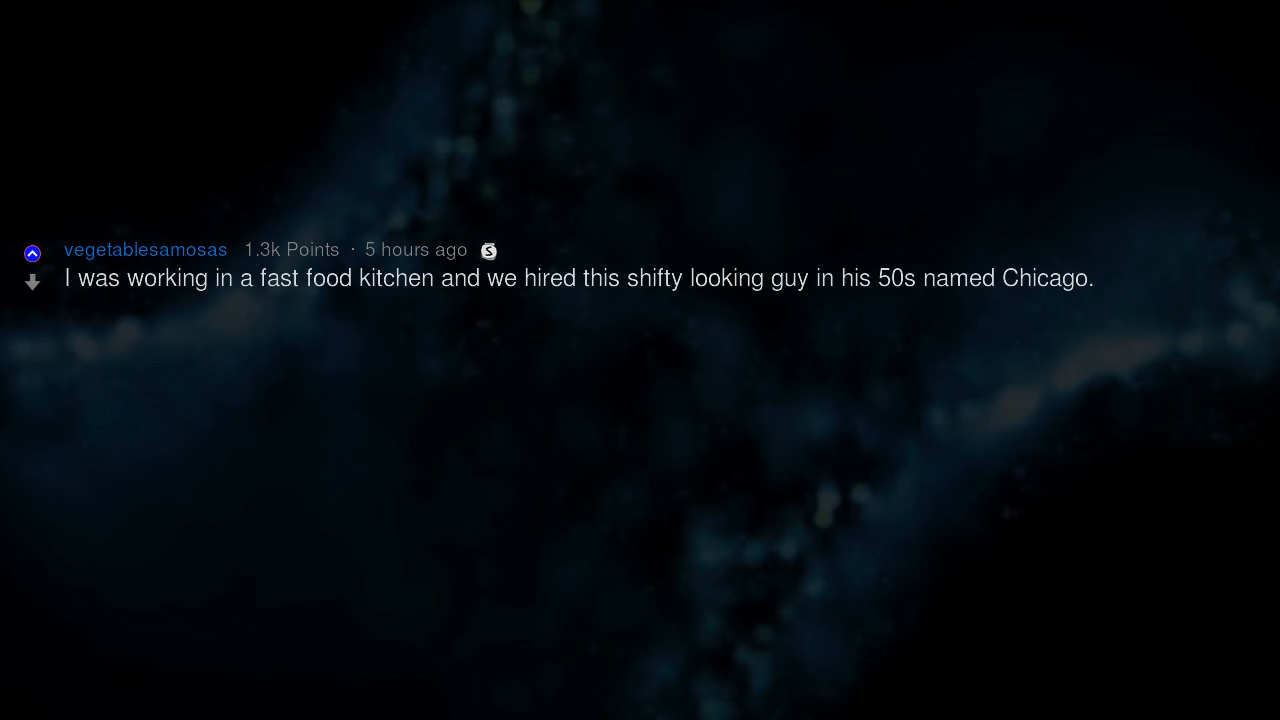 vegetablesamosas 1.3k Points · 5 hours ago S
I was working in a fast food kitchen and we hired this shifty looking guy in his 50s named Chicago.